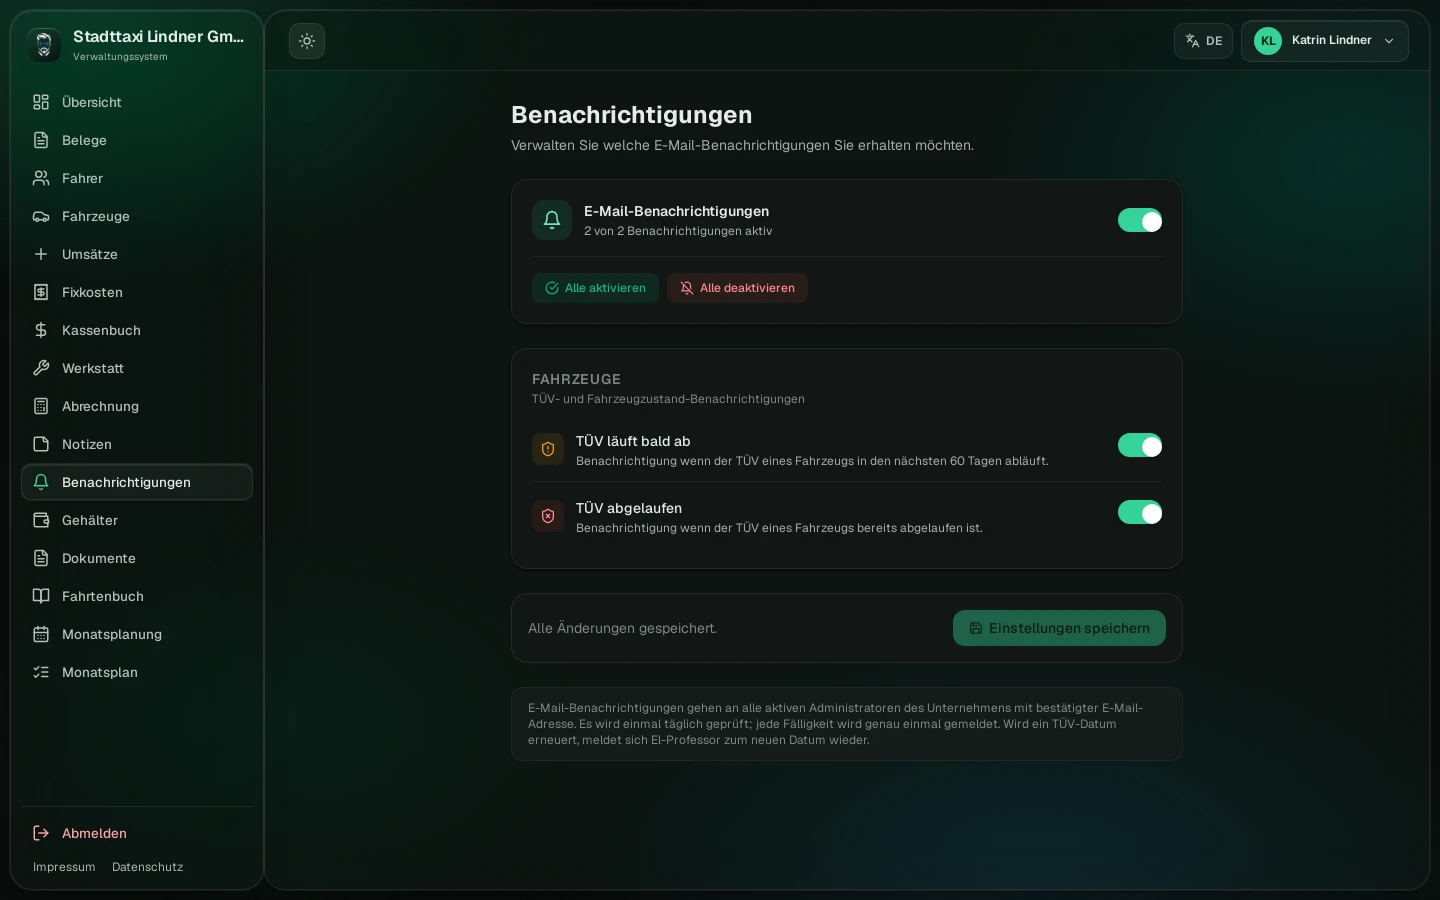 Stadttaxi Lindner Gm...
Verwaltungssystem
Übersicht
Belege
Fahrer
Fahrzeuge
Umsätze
Fixkosten
Kassenbuch
Werkstatt
Abrechnung
Notizen
Benachrichtigungen
Gehälter
Dokumente
Fahrtenbuch
Monatsplanung
Monatsplan
Abmelden
Impressum Datenschutz
DE
KL Katrin Lindner
Benachrichtigungen
Verwalten Sie welche E-Mail-Benachrichtigungen Sie erhalten möchten.
E-Mail-Benachrichtigungen
2 von 2 Benachrichtigungen aktiv
Alle aktivieren Alle deaktivieren
FAHRZEUGE
TÜV- und Fahrzeugzustand-Benachrichtigungen
TÜV läuft bald ab
Benachrichtigung wenn der TÜV eines Fahrzeugs in den nächsten 60 Tagen abläuft.
TÜV abgelaufen
Benachrichtigung wenn der TÜV eines Fahrzeugs bereits abgelaufen ist.
Alle Änderungen gespeichert. Einstellungen speichern
E-Mail-Benachrichtigungen gehen an alle aktiven Administratoren des Unternehmens mit bestätigter E-Mail-
Adresse. Es wird einmal täglich geprüft; jede Fälligkeit wird genau einmal gemeldet. Wird ein TÜV-Datum
erneuert, meldet sich El-Professor zum neuen Datum wieder.